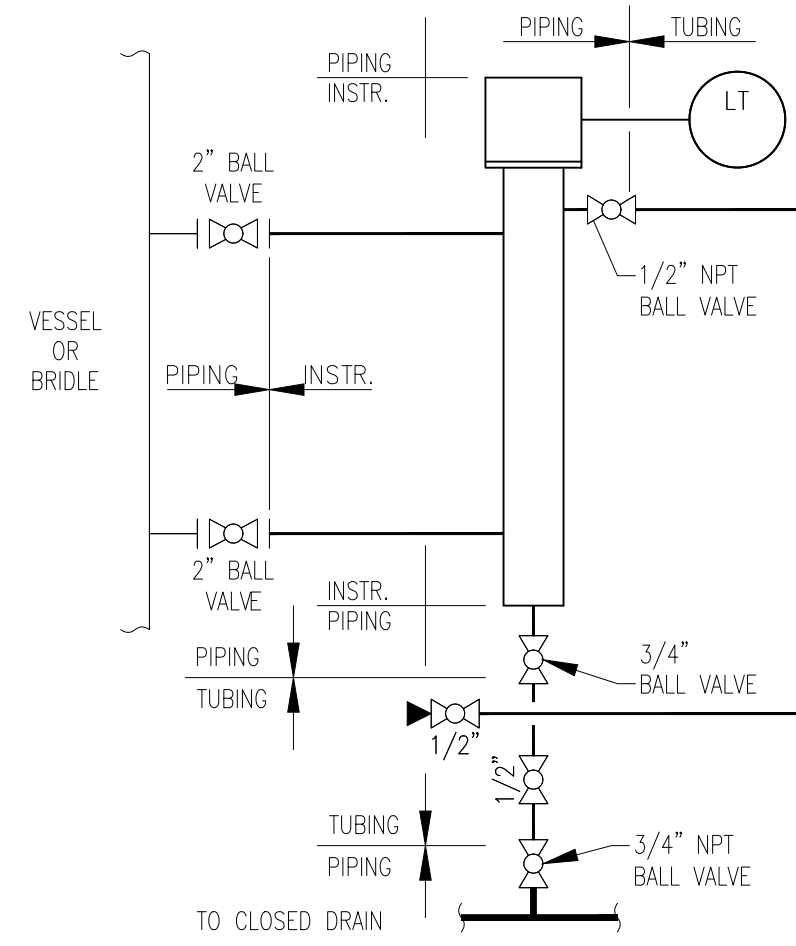 PIPING TUBING
PIPING
INSTR.
LT
2” BALL
VALVE
1/2” NPT
BALL VALVE
VESSEL
OR
BRIDLE
PIPING INSTR.
2” BALL
VALVE
INSTR.
PIPING
PIPING
TUBING
3/4”
BALL VALVE
1/2”
1/2”
TUBING
PIPING
3/4” NPT
BALL VALVE
TO CLOSED DRAIN